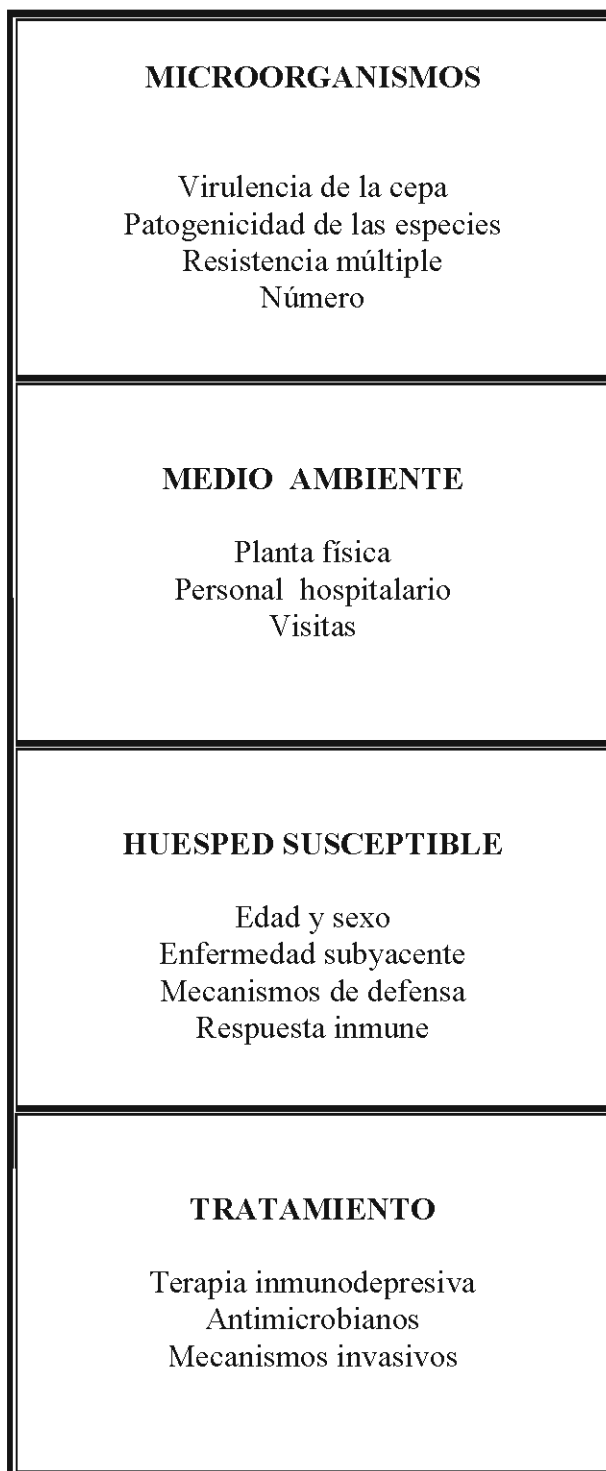 MICROORGANISMOS
Virulencia de la cepa
Patogenicidad de las especies
Resistencia múltiple
Número
MEDIO AMBIENTE
Planta física
Personal hospitalario
Visitas
HUESPED SUSCEPTIBLE
Edad y sexo
Enfermedad subyacente
Mecanismos de defensa
Respuesta inmune
TRATAMIENTO
Terapia inmunodepresiva
Antimicrobianos
Mecanismos invasivos